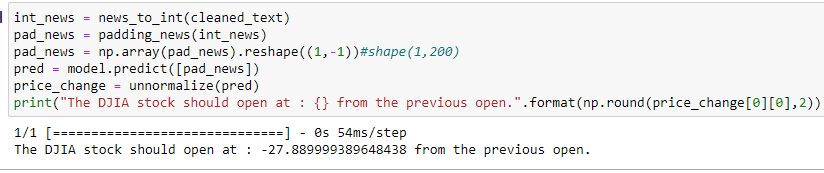 int_news = news_to_int(cleaned_text)
pad_news = padding_news(int_news)
pad_news = np.array(pad_news).reshape((1,-1))#shape(1,200)
pred = model.predict([pad_news])
price_change = unnormalize(pred)
print("The DJIA stock should open at : {} from the previous open.".format(np.round(price_change[0][0],2)))
1/1 [==============================] - 0s 54ms/step
The DJIA stock should open at : -27.889999389648438 from the previous open.